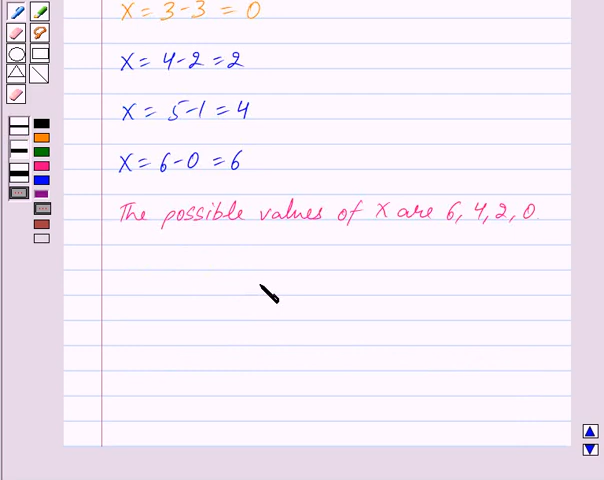 X = 3-3 = 0
X = 4-2 = 2
X = 5-1 = 4
X = 6-0 = 6
The possible values of X are 6, 4, 2, 0.